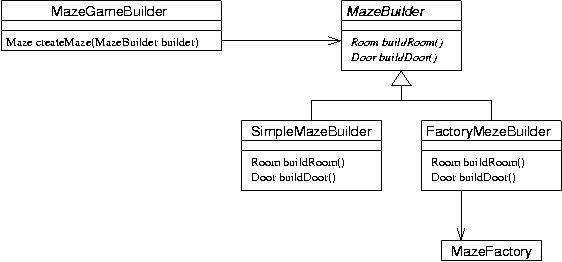 MazeGameBuilder
Maze createMaze(MazeBuilder builder)
MazeBuilder
Room buildRoom()
Door buildDoor()
SimpleMazeBuilder
Room buildRoom()
Door buildDoor()
FactoryMezeBuilder
Room buildRoom()
Door buildDoor()
MazeFactory